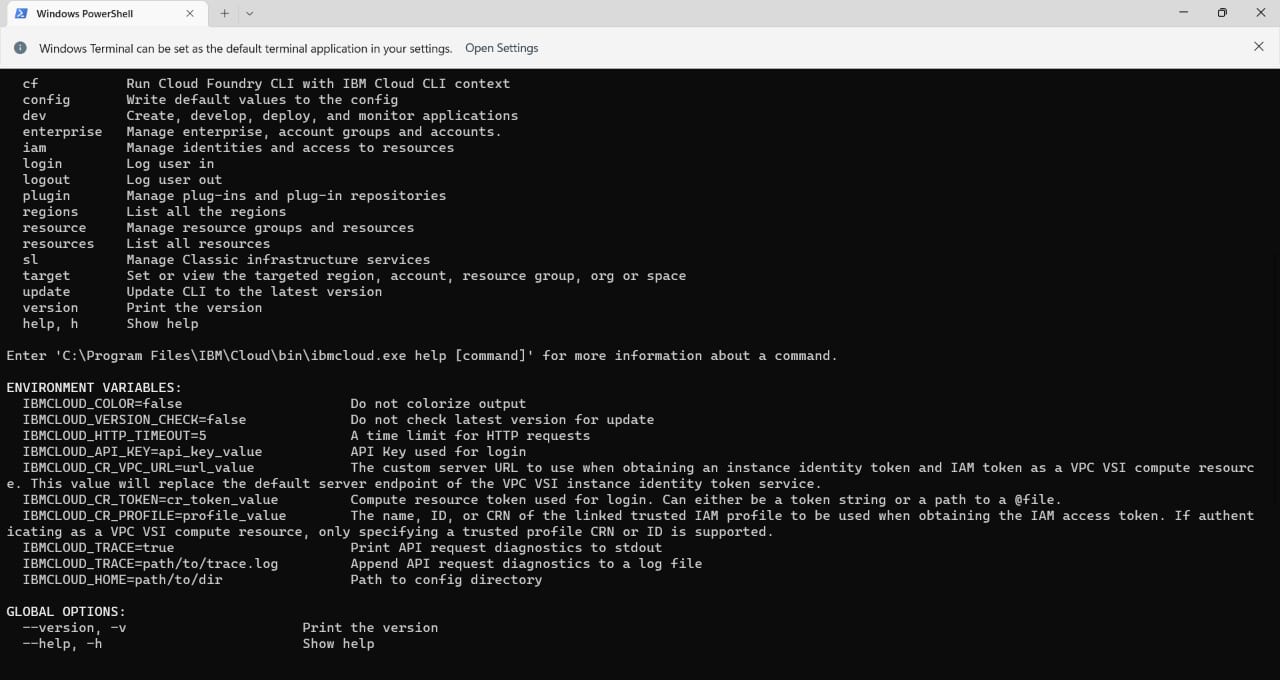 Windows PowerShell
Windows Terminal can be set as the default terminal application in your settings. Open Settings
cf Run Cloud Foundry CLI with IBM Cloud CLI context
config Write default values to the config
dev Create, develop, deploy, and monitor applications
enterprise Manage enterprise, account groups and accounts.
iam Manage identities and access to resources
login Log user in
logout Log user out
plugin Manage plug-ins and plug-in repositories
regions List all the regions
resource Manage resource groups and resources
resources List all resources
sl Manage Classic infrastructure services
target Set or view the targeted region, account, resource group, org or space
update Update CLI to the latest version
version Print the version
help, h Show help
Enter 'C:\Program Files\IBM\Cloud\bin\ibmcloud.exe help [command]' for more information about a command.
ENVIRONMENT VARIABLES:
IBMCLOUD_COLOR=false Do not colorize output
IBMCLOUD_VERSION_CHECK=false Do not check latest version for update
IBMCLOUD_HTTP_TIMEOUT=5 A time limit for HTTP requests
IBMCLOUD_API_KEY=api_key_value API Key used for login
IBMCLOUD_CR_VPC_URL=url_value The custom server URL to use when obtaining an instance identity token and IAM token as a VPC VSI compute resourc
e. This value will replace the default server endpoint of the VPC VSI instance identity token service.
IBMCLOUD_CR_TOKEN=cr_token_value Compute resource token used for login. Can either be a token string or a path to a @file.
IBMCLOUD_CR_PROFILE=profile_value The name, ID, or CRN of the linked trusted IAM profile to be used when obtaining the IAM access token. If authent
icating as a VPC VSI compute resource, only specifying a trusted profile CRN or ID is supported.
IBMCLOUD_TRACE=true Print API request diagnostics to stdout
IBMCLOUD_TRACE=path/to/trace.log Append API request diagnostics to a log file
IBMCLOUD_HOME=path/to/dir Path to config directory
GLOBAL OPTIONS:
--version, -v Print the version
--help, -h Show help